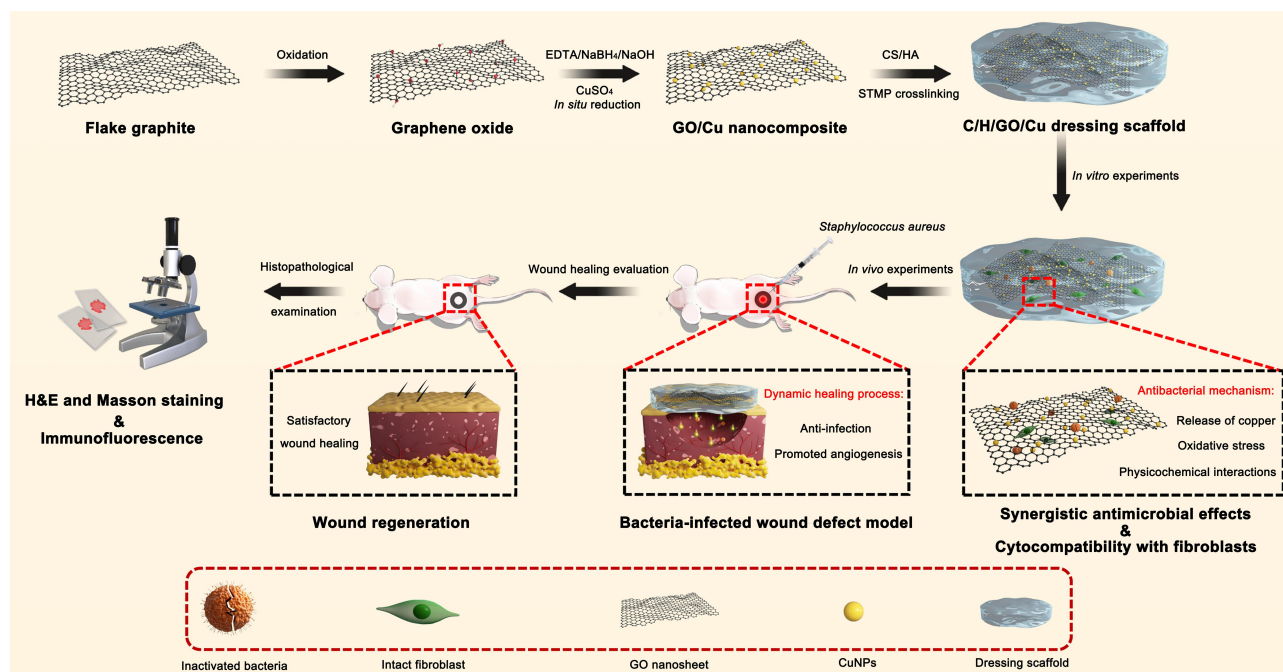 Oxidation
EDTA/NaBH₄/NaOH
CuSO₄
In situ reduction
CS/HA
STMP crosslinking
Flake graphite
Graphene oxide
GO/Cu nanocomposite
C/H/GO/Cu dressing scaffold
In vitro experiments
Staphylococcus aureus
In vivo experiments
Wound healing evaluation
Histopathological
examination
H&E and Masson staining
&
Immunofluorescence
Satisfactory
wound healing
Wound regeneration
Dynamic healing process:
Anti-infection
Promoted angiogenesis
Bacteria-infected wound defect model
Antibacterial mechanism:
Release of copper
Oxidative stress
Physicochemical interactions
Synergistic antimicrobial effects
&
Cytocompatibility with fibroblasts
Inactivated bacteria
Intact fibroblast
GO nanosheet
CuNPs
Dressing scaffold